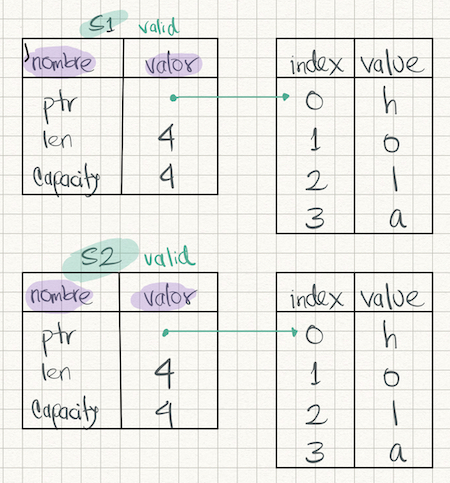 S1 valid
nombre valor
ptr
len 4
Capacity 4
index value
0 h
1 o
2 l
3 a
S2 valid
nombre valor
ptr
len 4
Capacity 4
index value
0 h
1 o
2 l
3 a